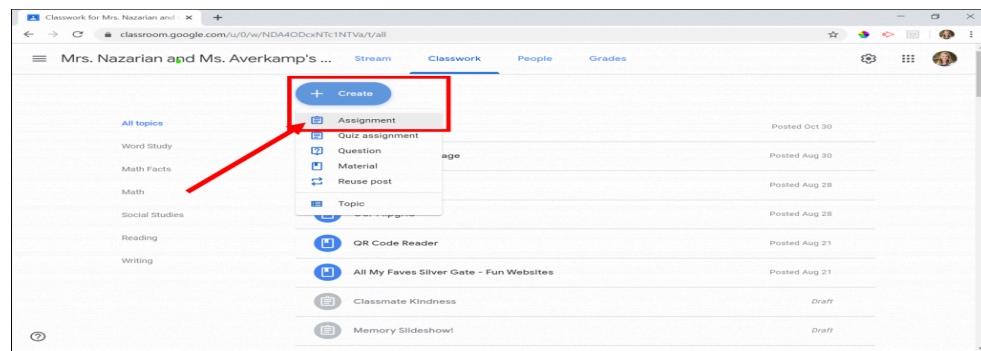 Classwork for Mrs. Nazarian and
classroom.google.com/u/0/w/NDA4ODcxNTc1NTVa/t/all
Mrs. Nazarian and Ms. Averkamp's ... Stream Classwork People Grades
+ Create
All topics
Assignment
Posted Oct 30
Quiz assignment
Word Study
Question
age
Posted Aug 30
Math Facts
Material
Reuse post
Posted Aug 28
Math
Topic
Social Studies
Posted Aug 28
Reading
QR Code Reader
Posted Aug 21
Writing
All My Faves Silver Gate - Fun Websites
Posted Aug 21
Classmate Kindness
Draft
Memory Slideshow!
Draft